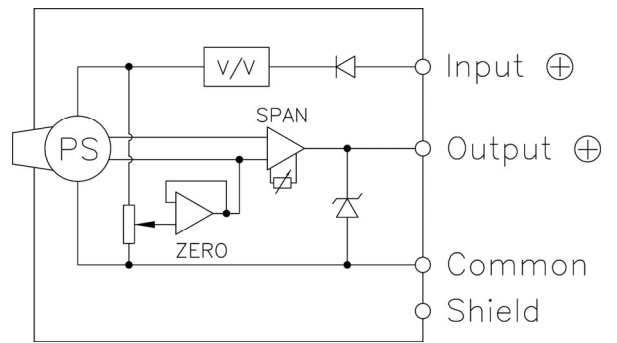 V/V
Input ⊕
SPAN
PS
Output ⊕
ZERO
Common
Shield